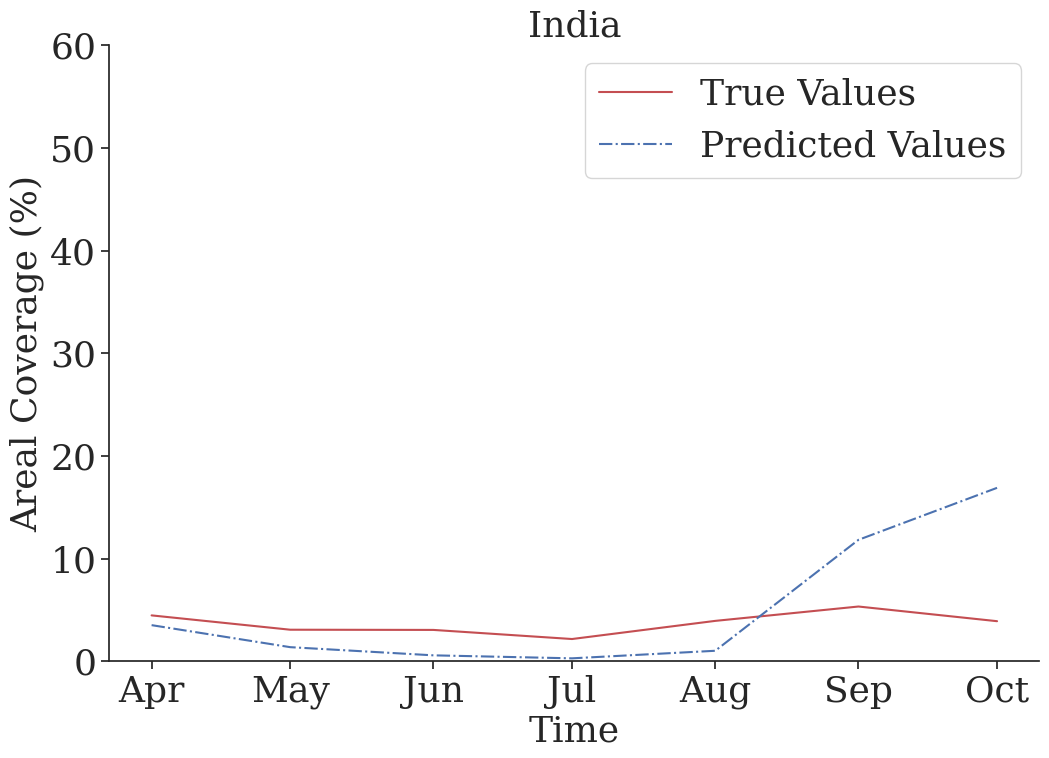 India
60
50
40
30
20
10
0
Areal Coverage (%)
True Values
Predicted Values
Apr May Jun Jul Aug Sep Oct
Time